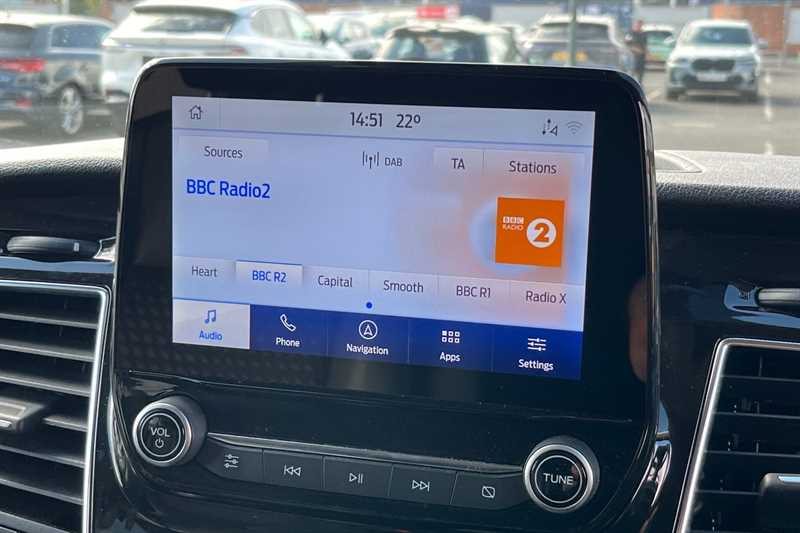 14:51 22°
Sources DAB TA Stations
BBC Radio2
BBC RADIO 2
Heart BBC R2 Capital Smooth BBC R1 Radio X
Audio Phone Navigation Apps Settings
VOL TUNE